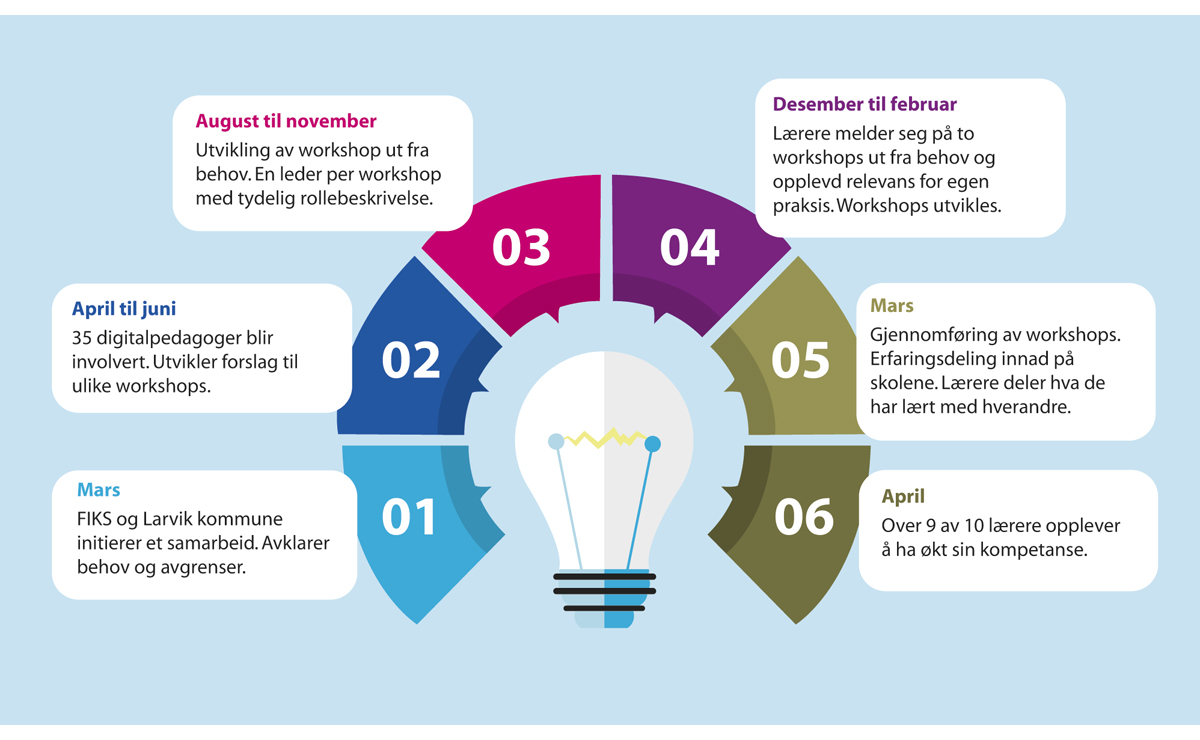 01
Mars
FIKS og Larvik kommune
initierer et samarbeid. Avklarer
behov og avgrenser.
02
April til juni
35 digitalpedagoger blir
involvert. Utvikler forslag til
ulike workshops.
03
August til november
Utvikling av workshop ut fra
behov. En leder per workshop
med tydelig rollebeskrivelse.
04
Desember til februar
Lærere melder seg på to
workshops ut fra behov og
opplevd relevans for egen
praksis. Workshops utvikles.
05
Mars
Gjennomføring av workshops.
Erfaringsdeling innad på
skolene. Lærere deler hva de
har lært med hverandre.
06
April
Over 9 av 10 lærere opplever
å ha økt sin kompetanse.